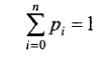 n
∑ p_i = 1
i=0